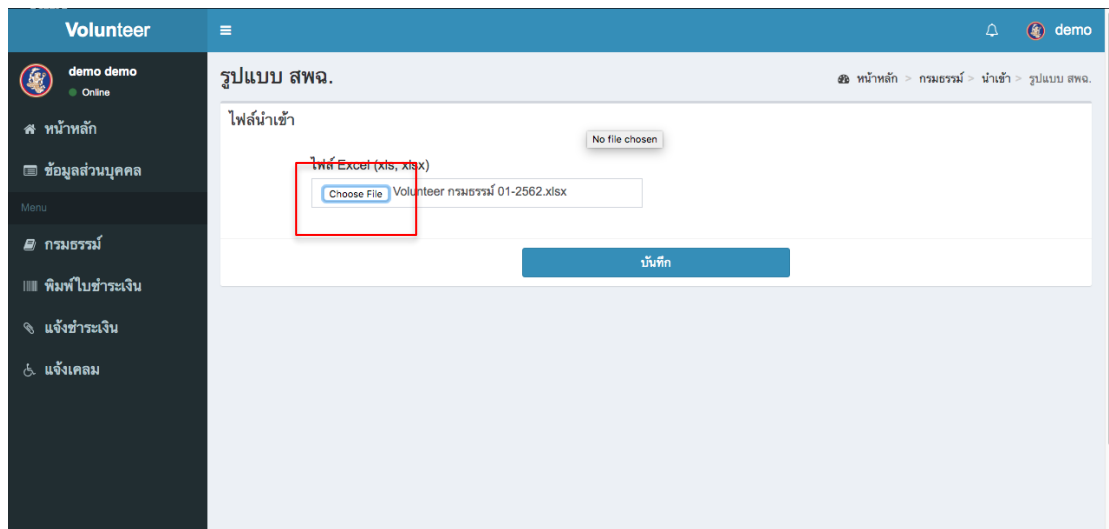 Volunteer
demo
demo demo
Online
รูปแบบ สพฉ.
หน้าหลัก > กรมธรรม์ > นำเข้า > รูปแบบ สพฉ.
หน้าหลัก
ข้อมูลส่วนบุคคล
Menu
กรมธรรม์
พิมพ์ใบชำระเงิน
แจ้งชำระเงิน
แจ้งเคลม
ไฟล์นำเข้า
No file chosen
ไฟล์ Excel (xls, xlsx)
Choose File Volunteer กรมธรรม์ 01-2562.xlsx
บันทึก